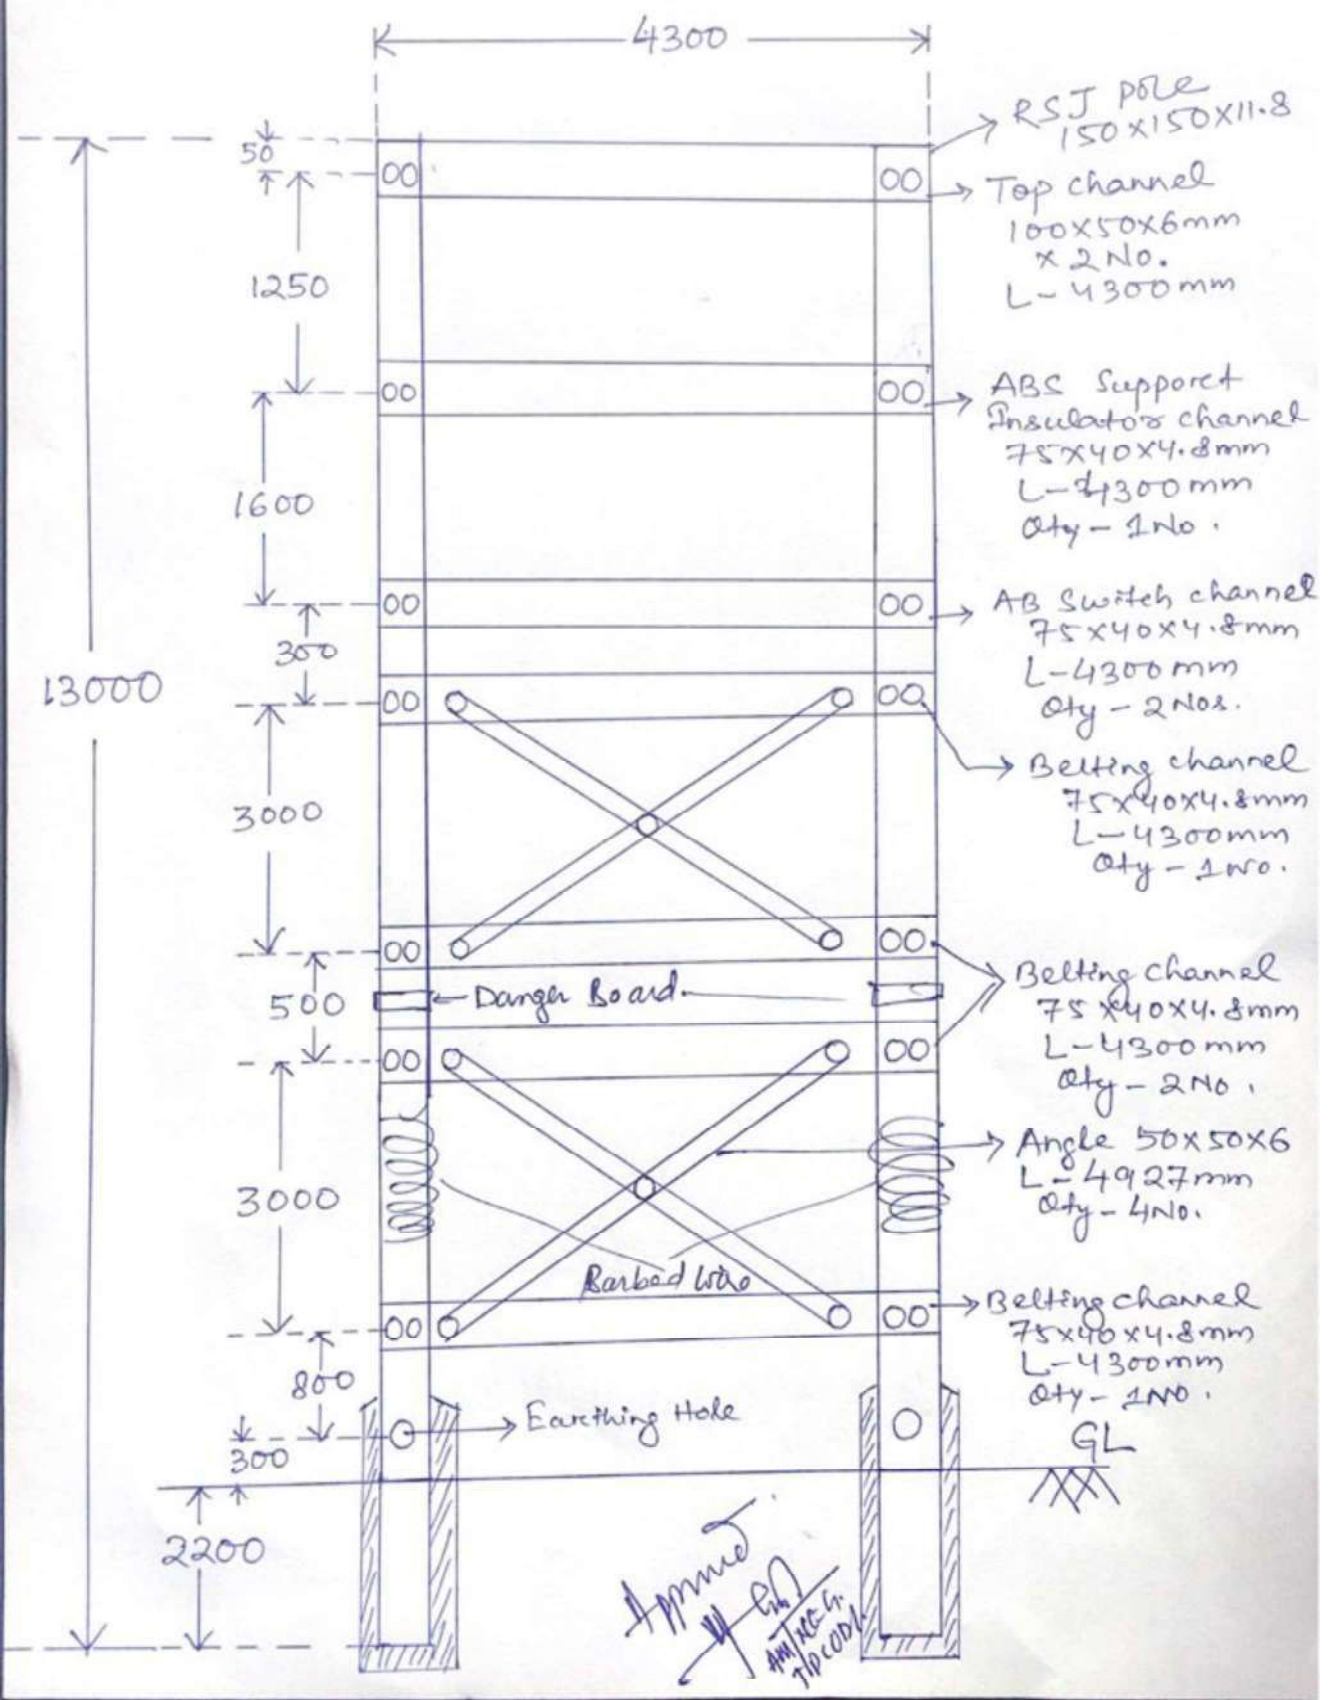 4300
RSJ Pole
150X150X11.8
50
Top channel
100X50X6mm
x 2 No.
L-4300mm
1250
ABS Supporet
Insulator channel
75X40X4.8mm
L-4300mm
Qty-1No.
1600
AB Switch channel
75X40X4.8mm
L-4300mm
Qty-2Nos.
300
13000
Belting channel
75X40X4.8mm
L-4300mm
Qty-1No.
3000
Belting channel
75X40X4.8mm
L-4300mm
Qty-2No.
500
Danger Board
Angle 50X50X6
L-4927mm
Qty-4No.
3000
Barbed Wire
Belting channel
75X40X4.8mm
L-4300mm
Qty-1No.
800
Earthing Hole
300
GL
2200
Approved